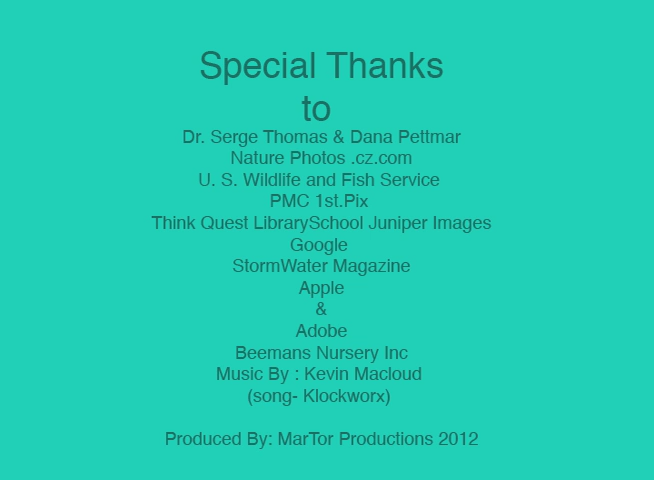 Special Thanks
to
Dr. Serge Thomas & Dana Pettmar
Nature Photos .cz.com
U. S. Wildlife and Fish Service
PMC 1st.Pix
Think Quest LibrarySchool Juniper Images
Google
StormWater Magazine
Apple
&
Adobe
Beemans Nursery Inc
Music By : Kevin Macloud
(song- Klockworx)
Produced By: MarTor Productions 2012